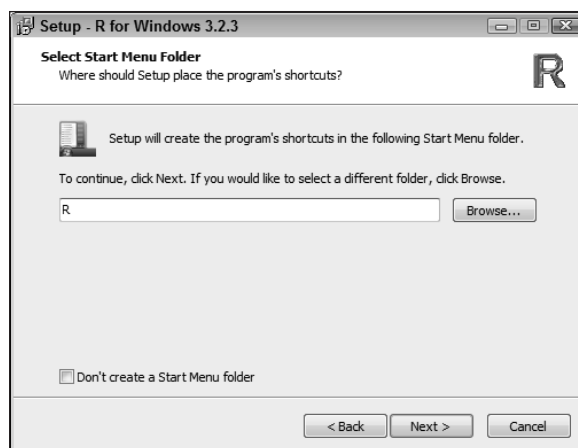 Setup - R for Windows 3.2.3
Select Start Menu Folder
Where should Setup place the program's shortcuts?
R
Setup will create the program's shortcuts in the following Start Menu folder.
To continue, click Next. If you would like to select a different folder, click Browse.
R
Browse...
Don't create a Start Menu folder
< Back
Next >
Cancel